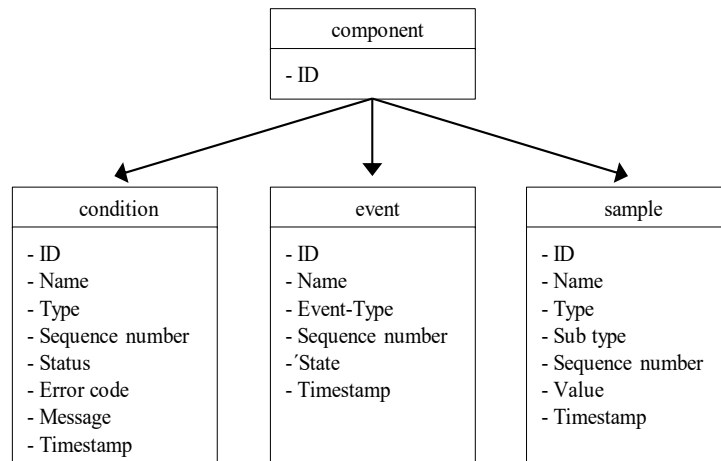 component
- ID
condition
- ID
- Name
- Type
- Sequence number
- Status
- Error code
- Message
- Timestamp
event
- ID
- Name
- Event-Type
- Sequence number
-´State
- Timestamp
sample
- ID
- Name
- Type
- Sub type
- Sequence number
- Value
- Timestamp